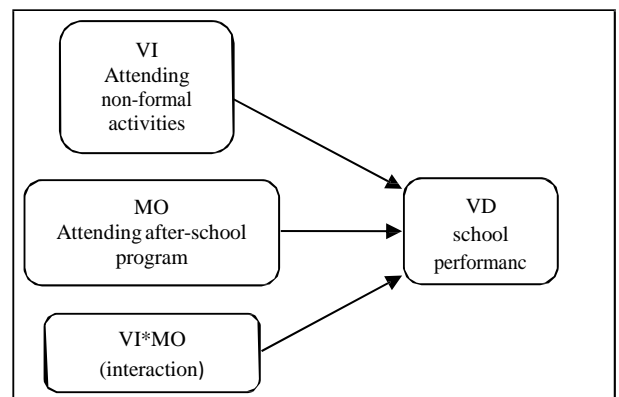 VI
Attending
non-formal
activities
MO
Attending after-school
program
VI*MO
(interaction)
VD
school
performanc